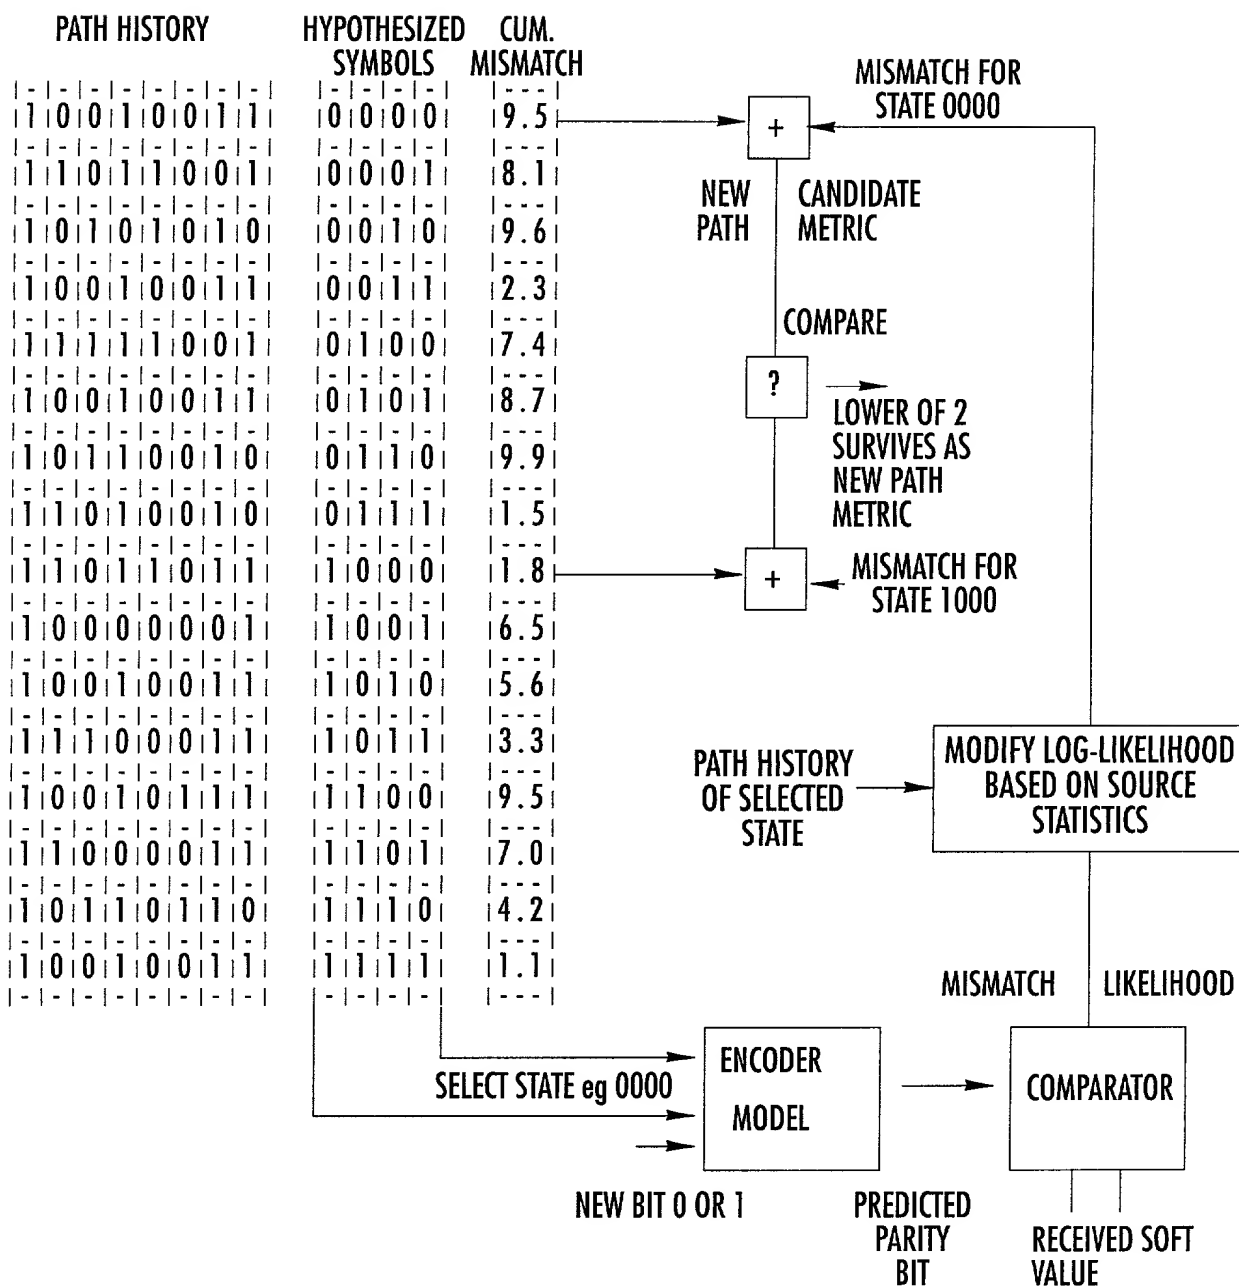 PATH HISTORY
HYPOTHESIZED
SYMBOLS
CUM.
MISMATCH
|1|0|0|1|0|0|1|1| |0|0|0|0| |9.5|
|1|1|0|1|1|0|0|1| |0|0|0|1| |8.1|
|1|0|1|0|1|0|1|0| |0|0|1|0| |9.6|
|1|0|0|1|0|0|1|1| |0|0|1|1| |2.3|
|1|1|1|1|1|0|0|1| |0|1|0|0| |7.4|
|1|0|0|1|0|0|1|1| |0|1|0|1| |8.7|
|1|0|1|1|0|0|1|0| |0|1|1|0| |9.9|
|1|1|0|1|0|0|1|0| |0|1|1|1| |1.5|
|1|1|0|1|1|0|1|1| |1|0|0|0| |1.8|
|1|0|0|0|0|0|0|1| |1|0|0|1| |6.5|
|1|0|0|1|0|0|1|1| |1|0|1|0| |5.6|
|1|1|1|0|0|0|1|1| |1|0|1|1| |3.3|
|1|0|0|1|0|1|1|1| |1|1|0|0| |9.5|
|1|1|0|0|0|0|1|1| |1|1|0|1| |7.0|
|1|0|1|1|0|1|1|0| |1|1|1|0| |4.2|
|1|0|0|1|0|0|1|1| |1|1|1|1| |1.1|
MISMATCH FOR
STATE 0000
+
NEW
PATH
CANDIDATE
METRIC
COMPARE
?
LOWER OF 2
SURVIVES AS
NEW PATH
METRIC
+
MISMATCH FOR
STATE 1000
PATH HISTORY
OF SELECTED
STATE
MODIFY LOG-LIKELIHOOD
BASED ON SOURCE
STATISTICS
MISMATCH
LIKELIHOOD
SELECT STATE eg 0000
ENCODER
MODEL
COMPARATOR
NEW BIT 0 OR 1
PREDICTED
PARITY
BIT
RECEIVED SOFT
VALUE